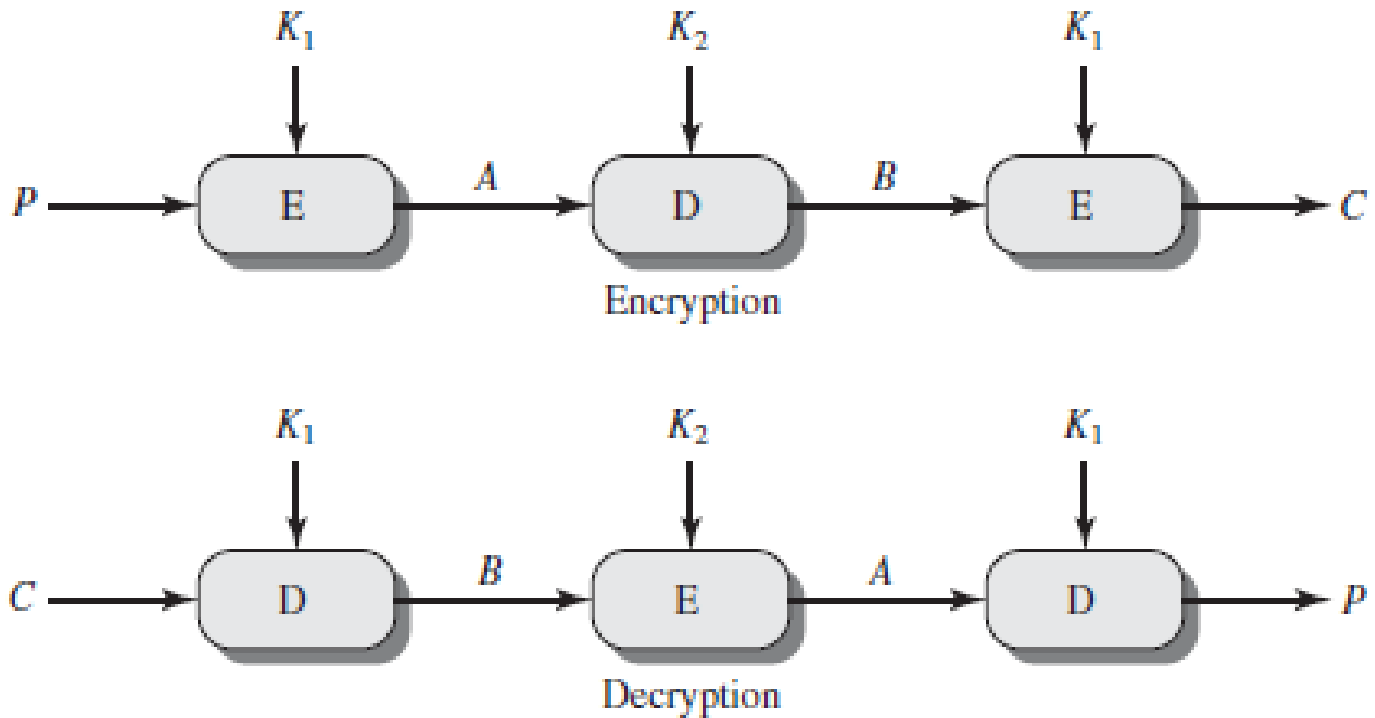 K₁ K₂ K₁
P E A D B E C
Encryption
K₁ K₂ K₁
C D B E A D P
Decryption